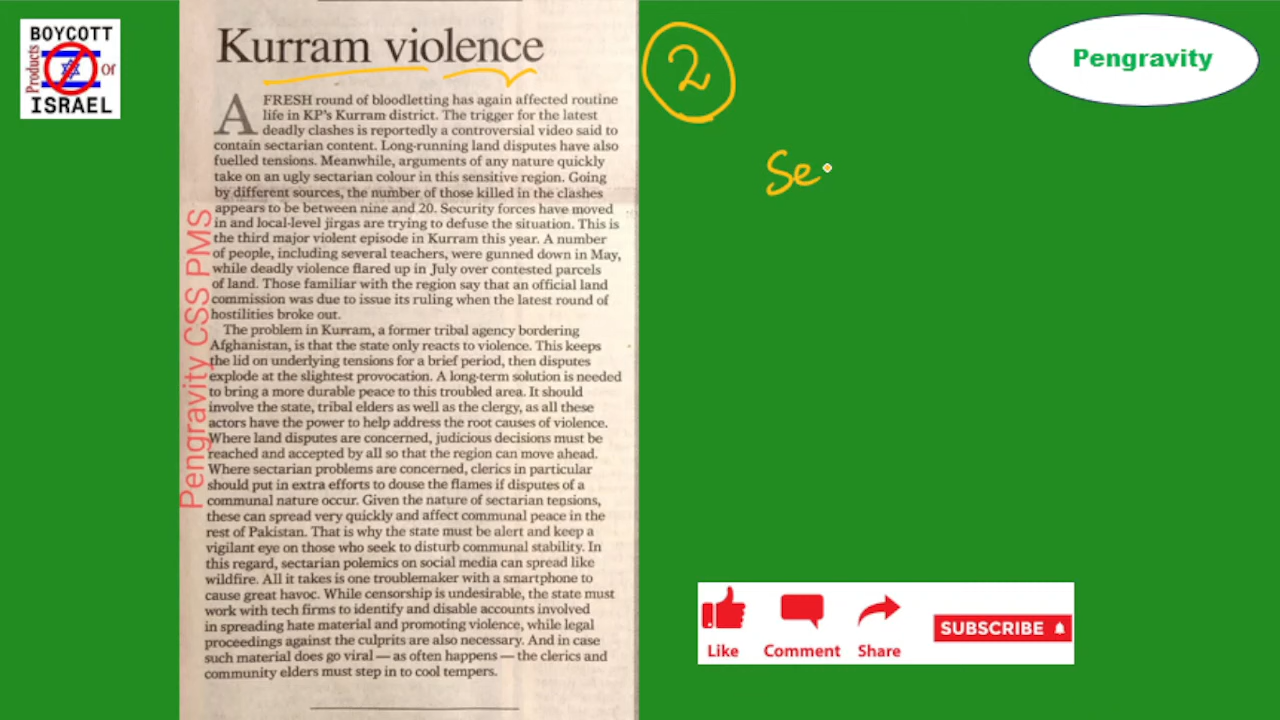 BOYCOTT
Products
or
ISRAEL
Kurram violence
A FRESH round of bloodletting has again affected routine
life in KP's Kurram district. The trigger for the latest
deadly clashes is reportedly a controversial video said to
contain sectarian content. Long-running land disputes have also
fuelled tensions. Meanwhile, arguments of any nature quickly
take on an ugly sectarian colour in this sensitive region. Going
by different sources, the number of those killed in the clashes
appears to be between nine and 20. Security forces have moved
in and local-level jirgas are trying to defuse the situation. This is
the third major violent episode in Kurram this year. A number
of people, including several teachers, were gunned down in May,
while deadly violence flared up in July over contested parcels
of land. Those familiar with the region say that an official land
commission was due to issue its ruling when the latest round of
hostilities broke out.
The problem in Kurram, a former tribal agency bordering
Afghanistan, is that the state only reacts to violence. This keeps
the lid on underlying tensions for a brief period, then disputes
explode at the slightest provocation. A long-term solution is needed
to bring a more durable peace to this troubled area. It should
involve the state, tribal elders as well as the clergy, as all these
actors have the power to help address the root causes of violence.
Where land disputes are concerned, judicious decisions must be
reached and accepted by all so that the region can move ahead.
Where sectarian problems are concerned, clerics in particular
should put in extra efforts to douse the flames if disputes of a
communal nature occur. Given the nature of sectarian tensions,
these can spread very quickly and affect communal peace in the
rest of Pakistan. That is why the state must be alert and keep a
vigilant eye on those who seek to disturb communal stability. In
this regard, sectarian polemics on social media can spread like
wildfire. All it takes is one troublemaker with a smartphone to
cause great havoc. While censorship is undesirable, the state must
work with tech firms to identify and disable accounts involved
in spreading hate material and promoting violence, while legal
proceedings against the culprits are also necessary. And in case
such material does go viral — as often happens — the clerics and
community elders must step in to cool tempers.
Pengravity CSS PMS
2
Se
Pengravity
Like Comment Share
SUBSCRIBE